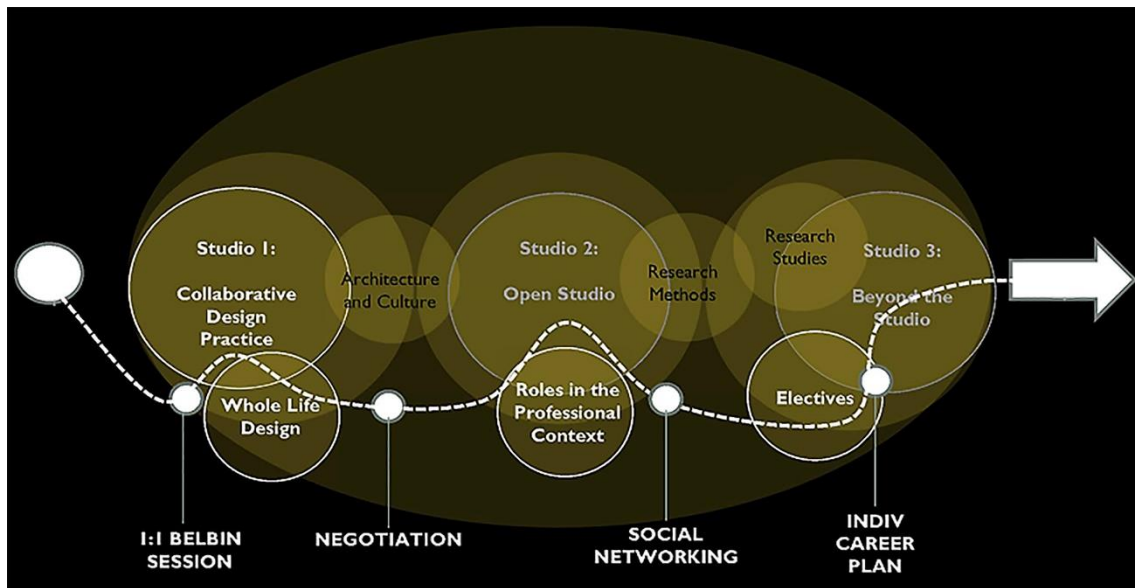 Studio 1:
Collaborative
Design
Practice
Whole Life
Design
Architecture
and Culture
Studio 2:
Open Studio
Roles in the
Professional
Context
Research
Methods
Research
Studies
Studio 3:
Beyond the
Studio
Electives
1:1 BELBIN
SESSION
NEGOTIATION
SOCIAL
NETWORKING
INDIV
CAREER
PLAN